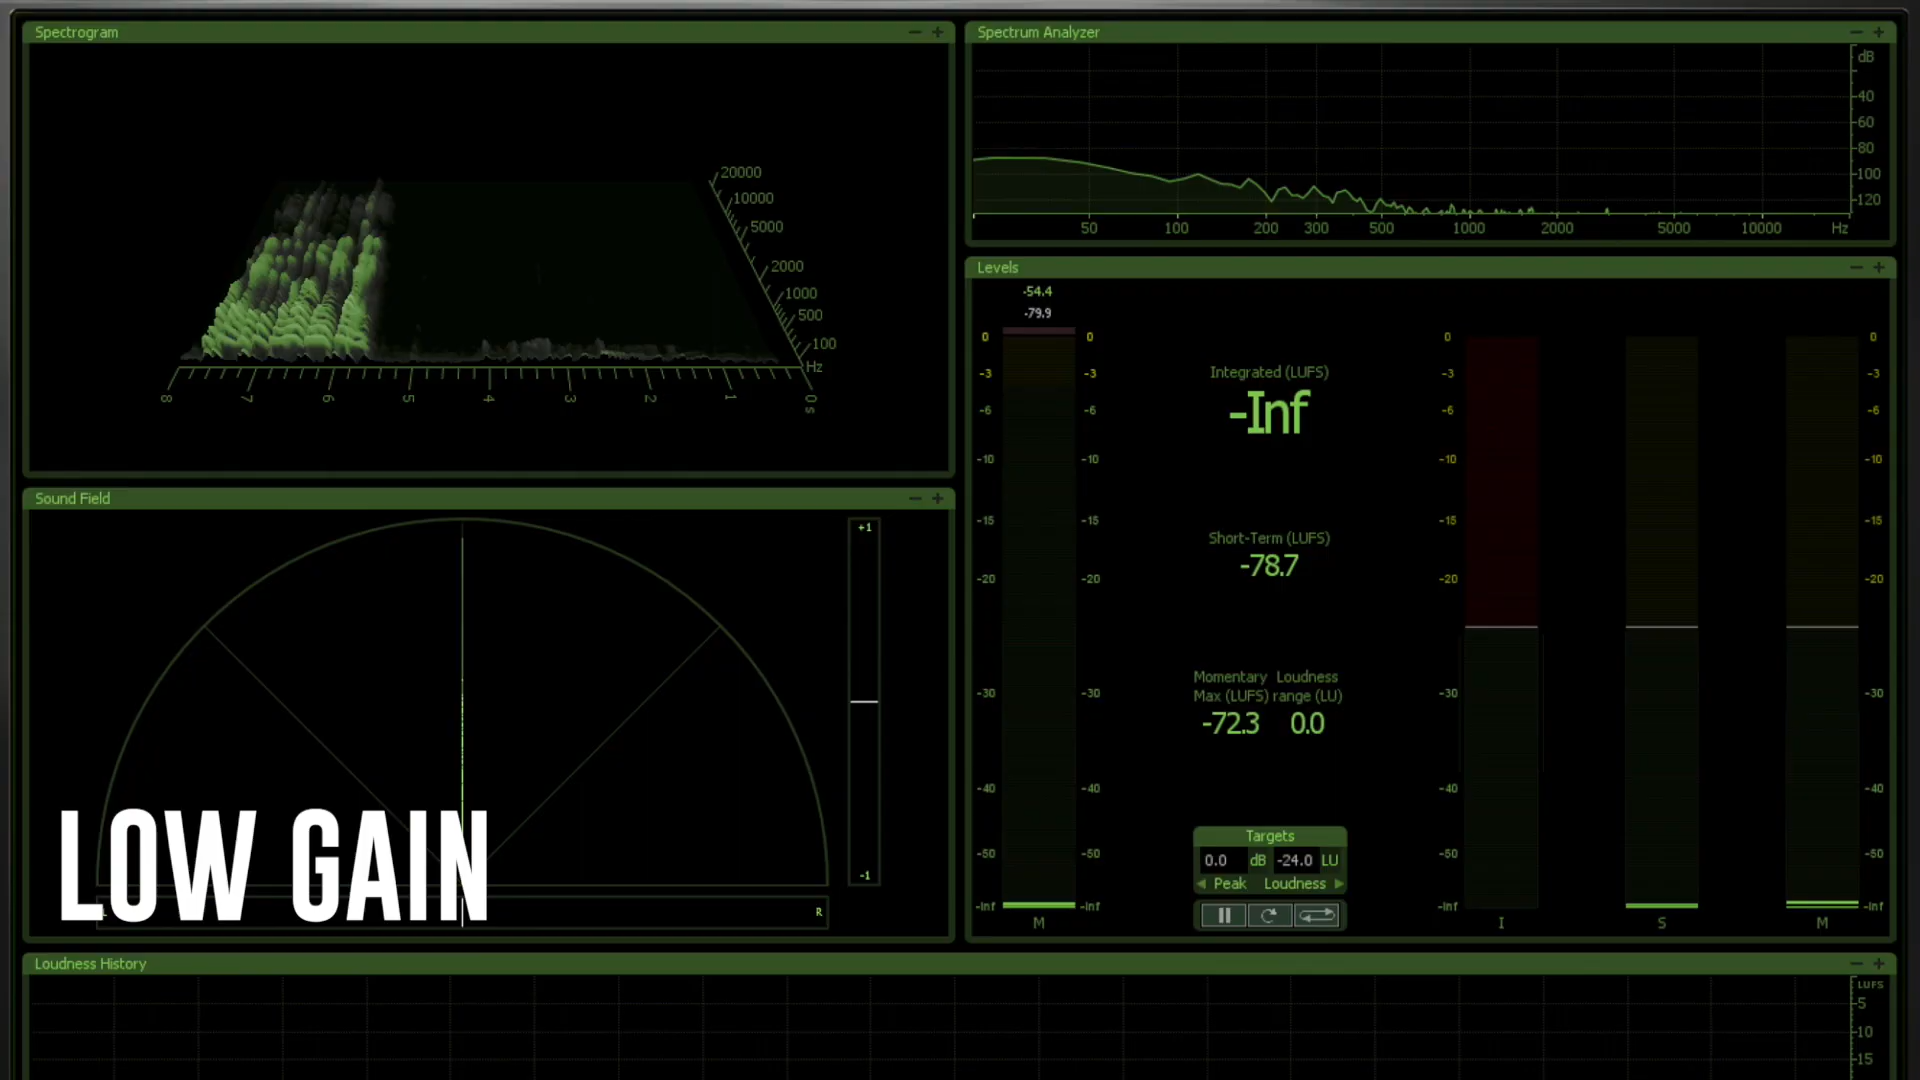 Spectrogram
20000
10000
5000
2000
1000
500
100
Hz
8 7 6 5 4 3 2 1 0 s
Spectrum Analyzer
dB
-40
-60
-80
-100
-120
50 100 200 300 500 1000 2000 5000 10000 Hz
Sound Field
+1
-1
R
LOW GAIN
Levels
-54.4
-79.9
0 0 0 0
-3 -3 -3 -3
-6 -6 -6 -6
-10 -10 -10 -10
-15 -15 -15 -15
-20 -20 -20 -20
-30 -30 -30 -30
-40 -40 -40 -40
-50 -50 -50 -50
-Inf -Inf -Inf -Inf
M I S M
Integrated (LUFS)
-Inf
Short-Term (LUFS)
-78.7
Momentary Loudness
Max (LUFS) range (LU)
-72.3 0.0
Targets
0.0 dB -24.0 LU
Peak Loudness
Loudness History
LUFS
-5
-10
-15